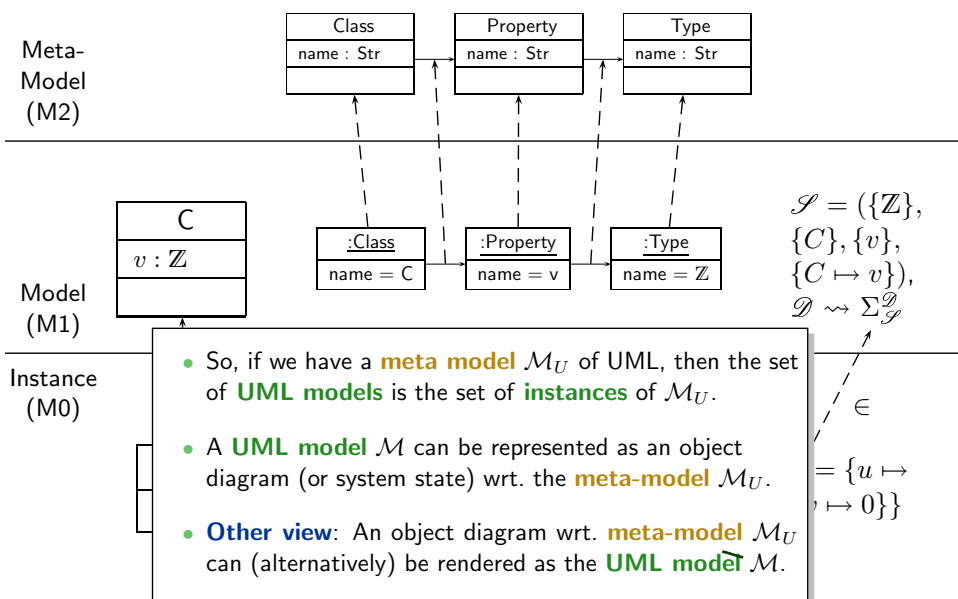 Meta-
Model
(M2)
Class
name : Str
Property
name : Str
Type
name : Str
Model
(M1)
C
v : ℤ
:Class
name = C
:Property
name = v
:Type
name = ℤ
𝒮 = ({ℤ},
{C}, {v},
{C ↦ v}),
𝒟 ⇝ Σ𝒟𝒮
Instance
(M0)
• So, if we have a meta model ℳU of UML, then the set
of UML models is the set of instances of ℳU.
• A UML model ℳ can be represented as an object
diagram (or system state) wrt. the meta-model ℳU.
• Other view: An object diagram wrt. meta-model ℳU
can (alternatively) be rendered as the UML model ℳ.
∈
= {u ↦
↦ 0}}